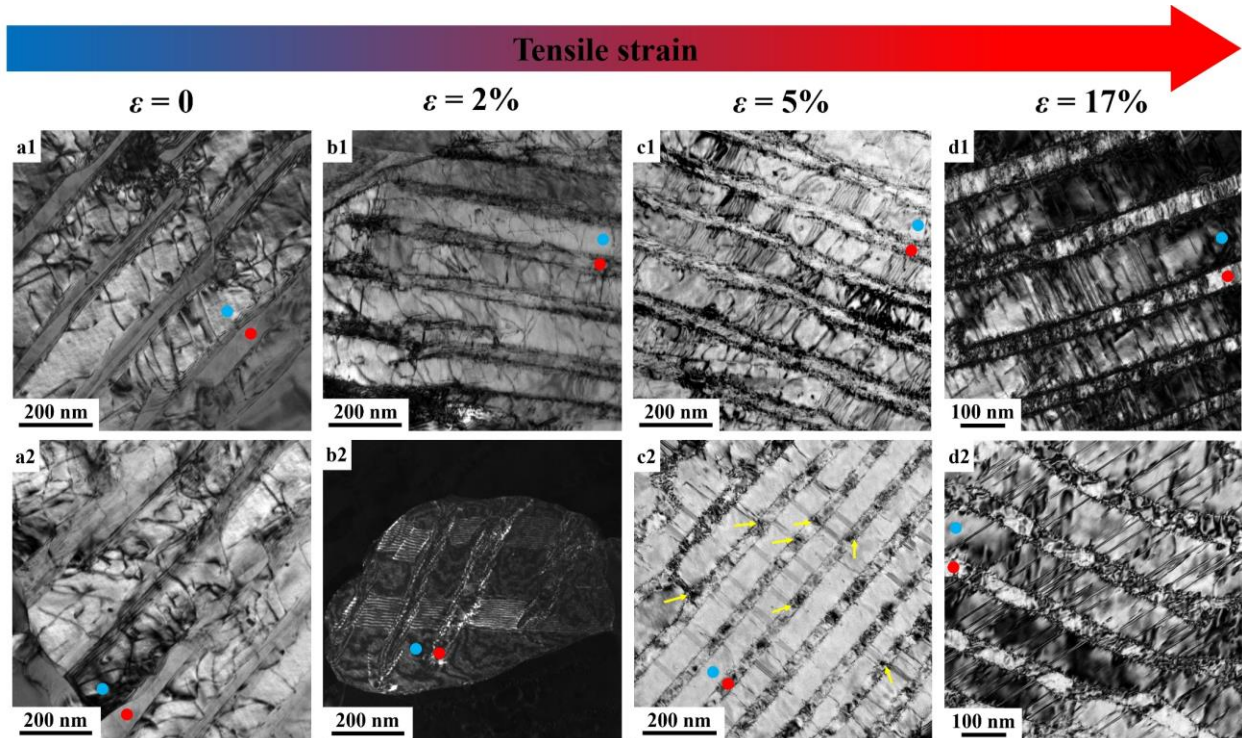 Tensile strain
ε = 0
ε = 2%
ε = 5%
ε = 17%
a1
b1
c1
d1
200 nm
200 nm
200 nm
100 nm
a2
b2
c2
d2
200 nm
200 nm
200 nm
100 nm